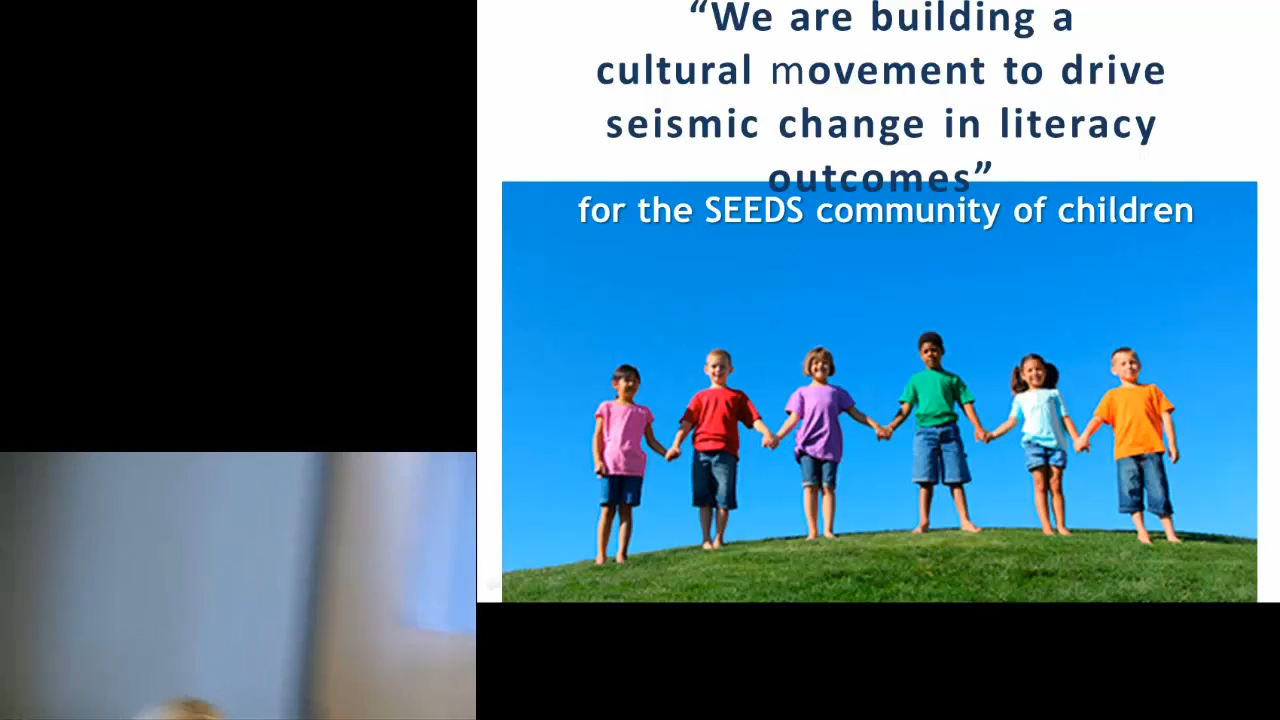 “We are building a
cultural movement to drive
seismic change in literacy
outcomes”
for the SEEDS community of children